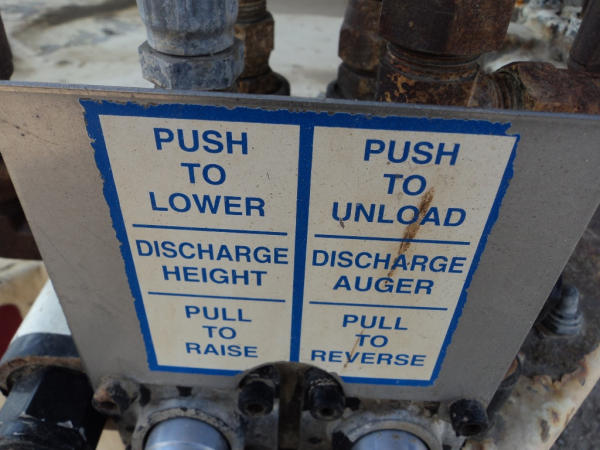 PUSH
TO
LOWER
DISCHARGE
HEIGHT
PULL
TO
RAISE
PUSH
TO
UNLOAD
DISCHARGE
AUGER
PULL
TO
REVERSE